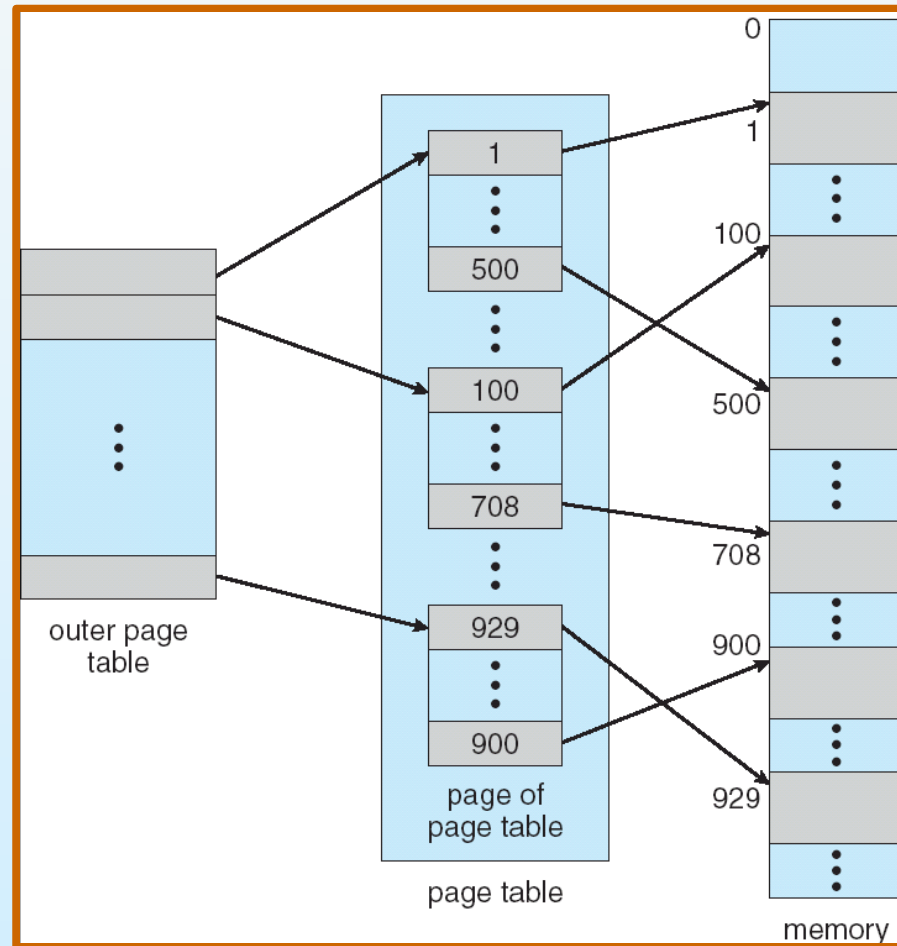 0
1
1
500
100
100
500
708
708
929
900
900
929
outer page
table
page of
page table
page table
memory